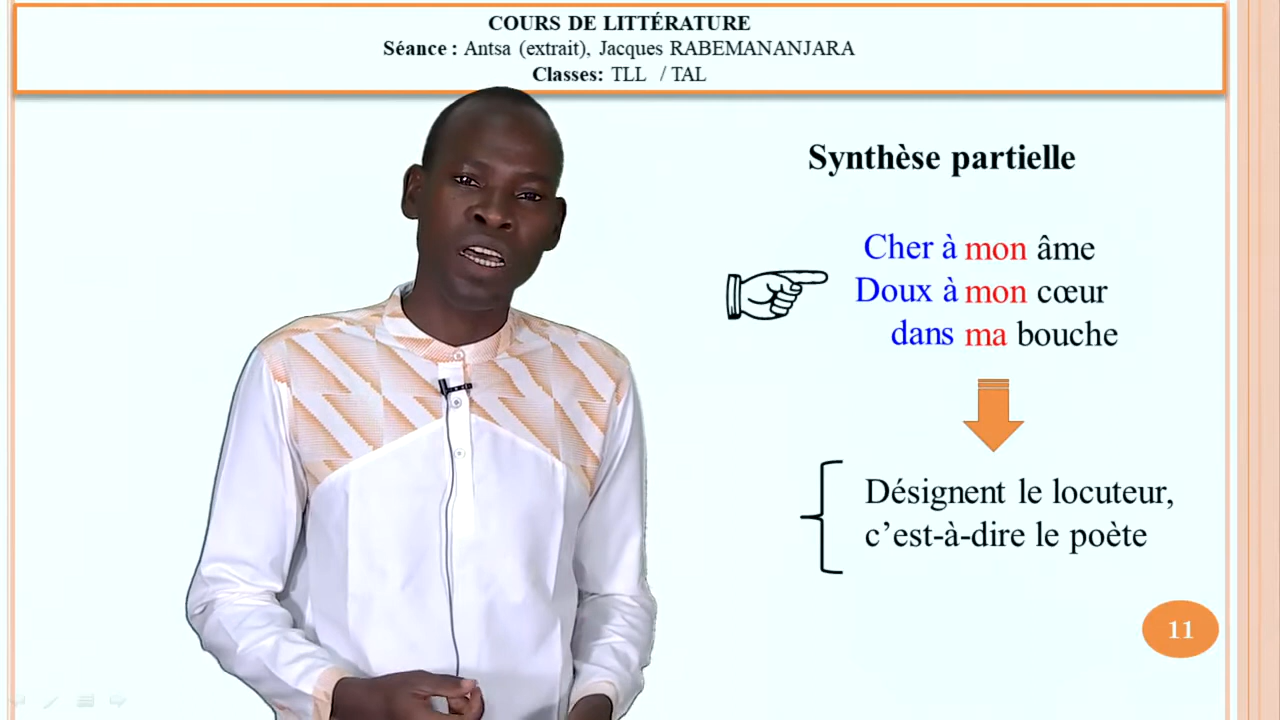 COURS DE LITTÉRATURE
Séance : Antsa (extrait), Jacques RABEMANANJARA
Classes: TLL / TAL
Synthèse partielle
Cher à mon âme
Doux à mon cœur
dans ma bouche
Désignent le locuteur,
c'est-à-dire le poète
11